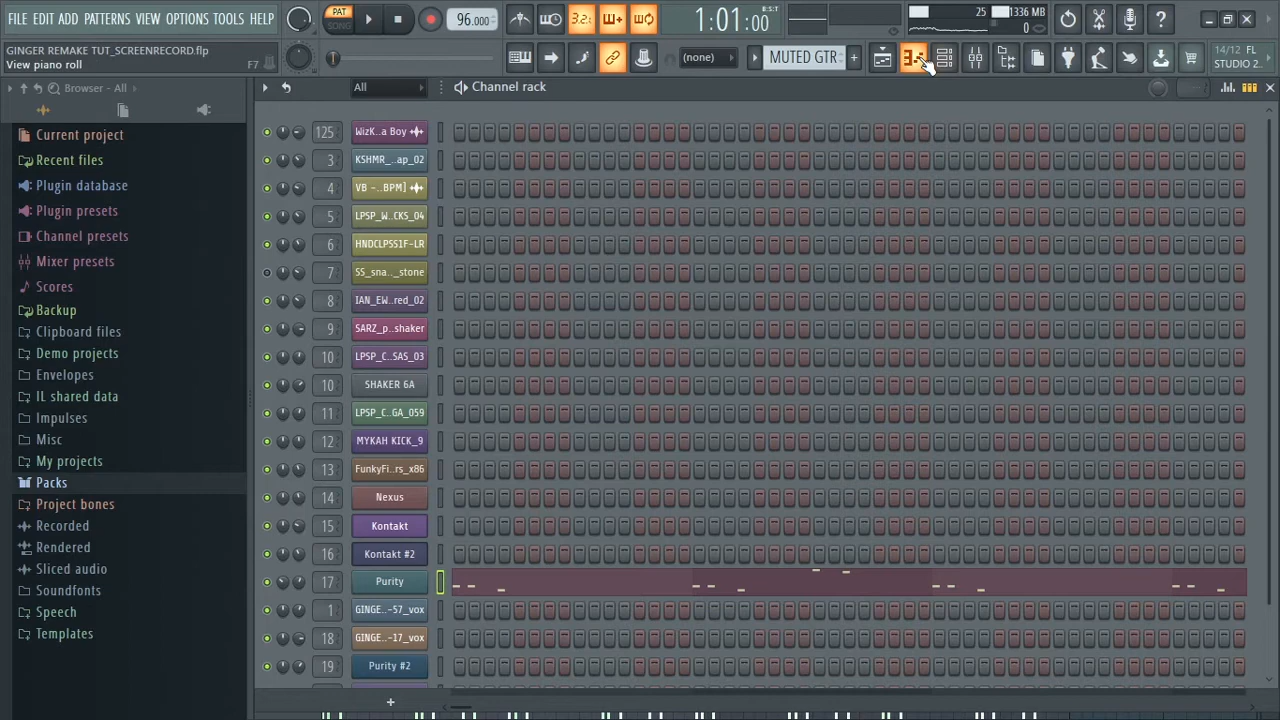 FILE EDIT ADD PATTERNS VIEW OPTIONS TOOLS HELP
PAT
SONG
96.000
3.2.
1:01:00
B:S:T
25
1336 MB
0
GINGER REMAKE TUT_SCREENRECORD.flp
View piano roll
F7
(none)
MUTED GTR
14/12 FL
STUDIO 2..
Browser - All
All
Channel rack
Current project
Recent files
Plugin database
Plugin presets
Channel presets
Mixer presets
Scores
Backup
Clipboard files
Demo projects
Envelopes
IL shared data
Impulses
Misc
My projects
Packs
Project bones
Recorded
Rendered
Sliced audio
Soundfonts
Speech
Templates
125 WizK..a Boy
3 KSHMR_..ap_02
4 VB -..BPM]
5 LPSP_W..CKS_04
6 HNDCLPSS1F-LR
7 SS_sna.._stone
8 IAN_EW..red_02
9 SARZ_p..shaker
10 LPSP_C..SAS_03
10 SHAKER 6A
11 LPSP_C..GA_059
12 MYKAH KICK_9
13 FunkyFi..rs_x86
14 Nexus
15 Kontakt
16 Kontakt #2
17 Purity
1 GINGE..-57_vox
18 GINGE..-17_vox
19 Purity #2
+